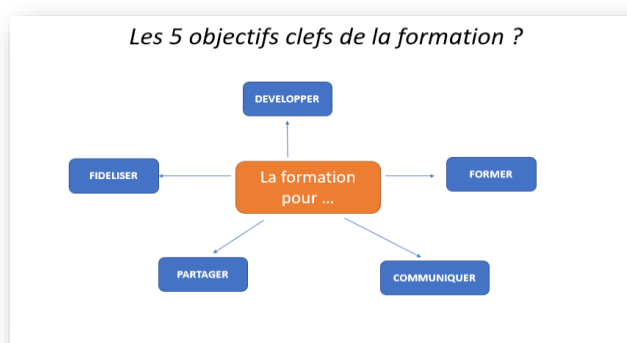 Les 5 objectifs clefs de la formation ?
DEVELOPPER
FIDELISER
La formation
pour ...
FORMER
PARTAGER
COMMUNIQUER